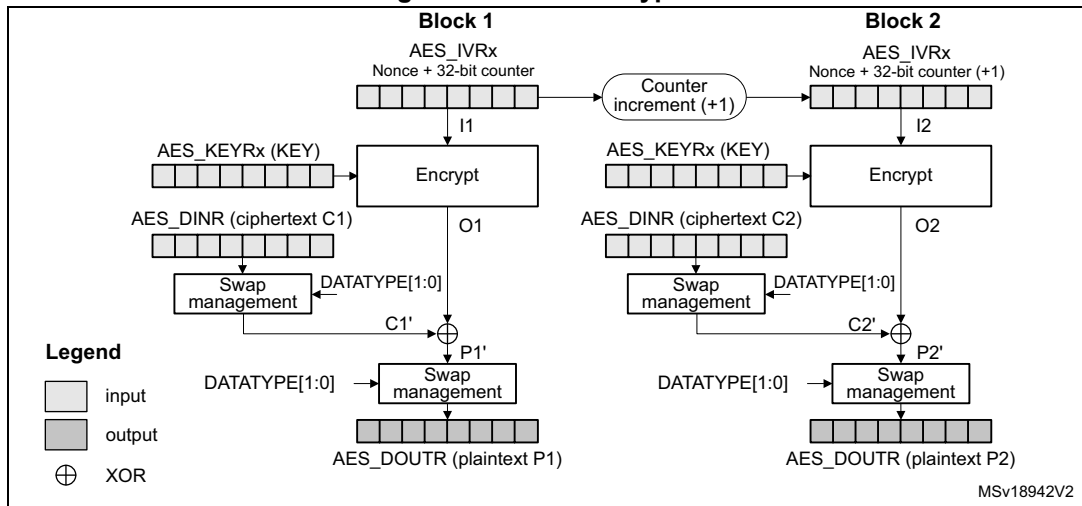 Block 1
Block 2
AES_IVRx
Nonce + 32-bit counter
AES_IVRx
Nonce + 32-bit counter (+1)
Counter
increment (+1)
I1
I2
AES_KEYRx (KEY)
Encrypt
AES_KEYRx (KEY)
Encrypt
AES_DINR (ciphertext C1)
O1
AES_DINR (ciphertext C2)
O2
Swap
management
DATATYPE[1:0]
Swap
management
DATATYPE[1:0]
C1'
C2'
P1'
P2'
Legend
input
output
XOR
DATATYPE[1:0]
Swap
management
DATATYPE[1:0]
Swap
management
AES_DOUTR (plaintext P1)
AES_DOUTR (plaintext P2)
MSv18942V2